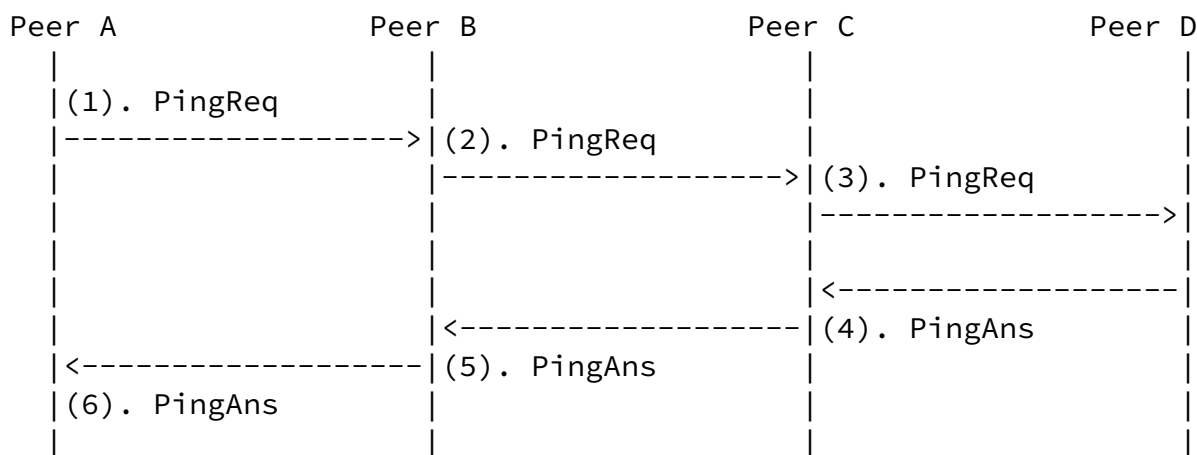 Peer A Peer B Peer C Peer D
(1). PingReq
(2). PingReq
(3). PingReq
(4). PingAns
(5). PingAns
(6). PingAns